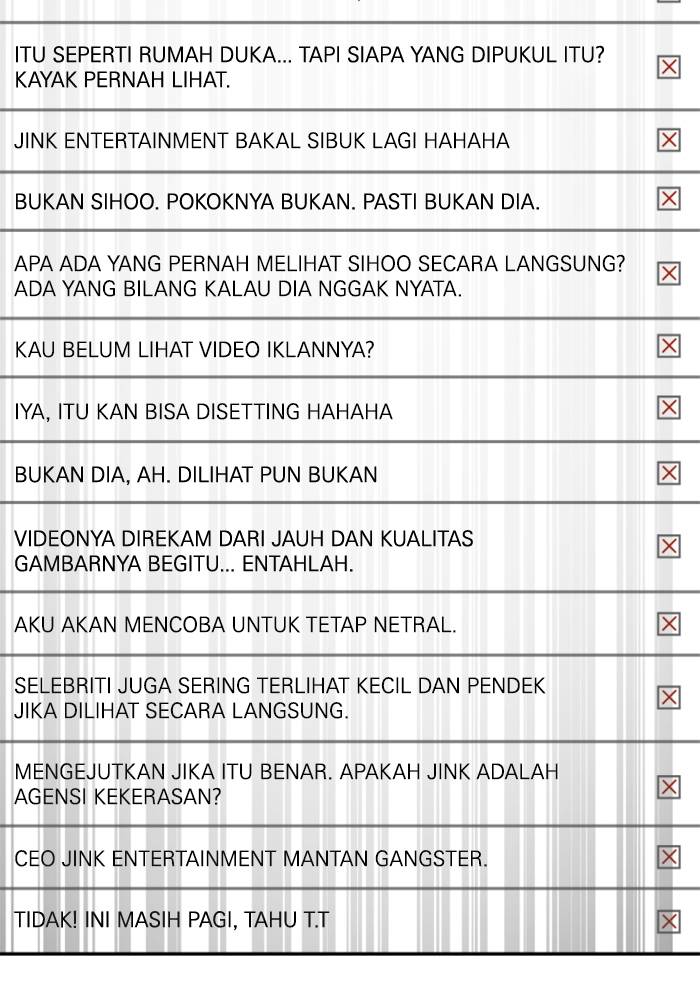 ITU SEPERTI RUMAH DUKA... TAPI SIAPA YANG DIPUKUL ITU?
KAYAK PERNAH LIHAT.
JINK ENTERTAINMENT BAKAL SIBUK LAGI HAHAHA
BUKAN SIHOO. POKOKNYA BUKAN. PASTI BUKAN DIA.
APA ADA YANG PERNAH MELIHAT SIHOO SECARA LANGSUNG?
ADA YANG BILANG KALAU DIA NGGAK NYATA.
KAU BELUM LIHAT VIDEO IKLANNYA?
IYA, ITU KAN BISA DISETTING HAHAHA
BUKAN DIA, AH. DILIHAT PUN BUKAN
VIDEONYA DIREKAM DARI JAUH DAN KUALITAS
GAMBARNYA BEGITU... ENTAHLAH.
AKU AKAN MENCOBA UNTUK TETAP NETRAL.
SELEBRITI JUGA SERING TERLIHAT KECIL DAN PENDEK
JIKA DILIHAT SECARA LANGSUNG.
MENGEJUTKAN JIKA ITU BENAR. APAKAH JINK ADALAH
AGENSI KEKERASAN?
CEO JINK ENTERTAINMENT MANTAN GANGSTER.
TIDAK! INI MASIH PAGI, TAHU T.T